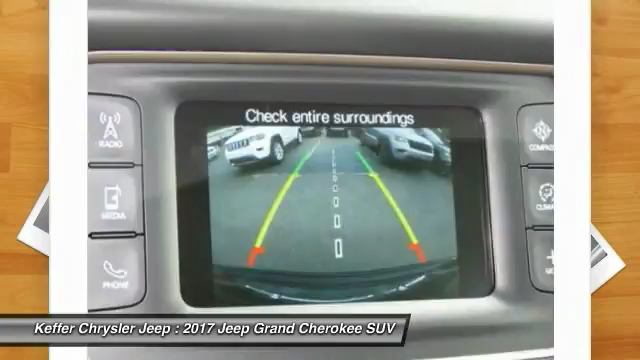 Check entire surroundings
RADIO
MEDIA
PHONE
Keffer Chrysler Jeep : 2017 Jeep Grand Cherokee SUV